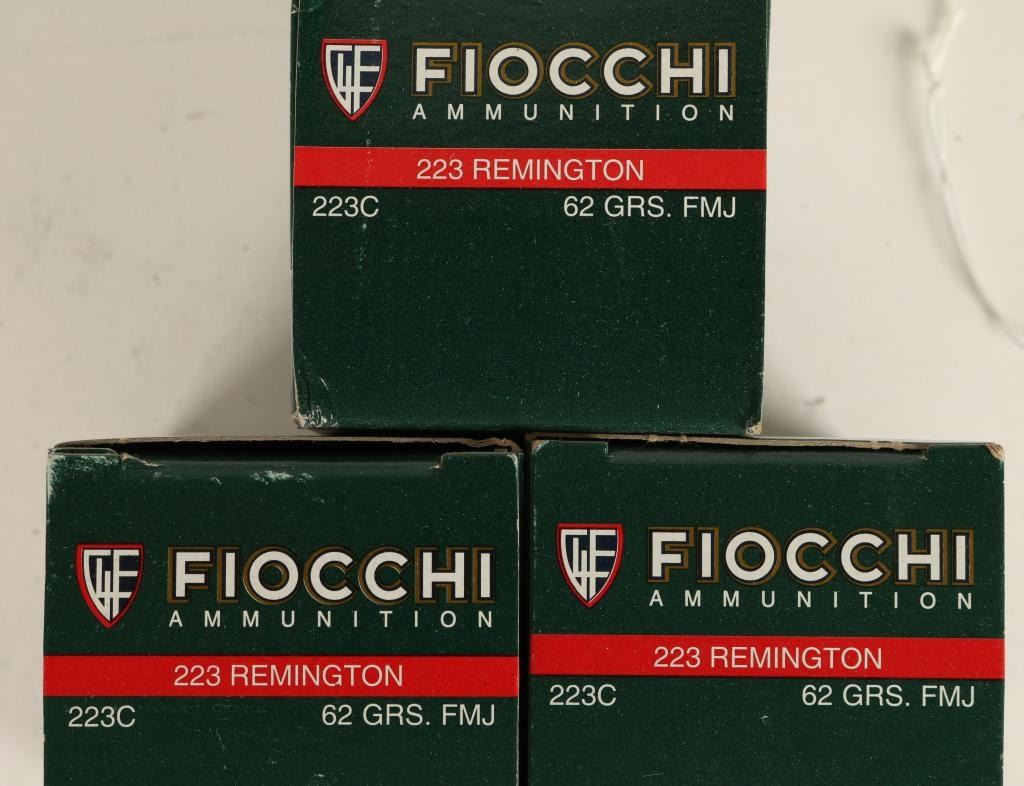 FIOCCHI
AMMUNITION
223 REMINGTON
223C 62 GRS. FMJ
FIOCCHI
AMMUNITION
223 REMINGTON
223C 62 GRS. FMJ
FIOCCHI
AMMUNITION
223 REMINGTON
223C 62 GRS. FMJ